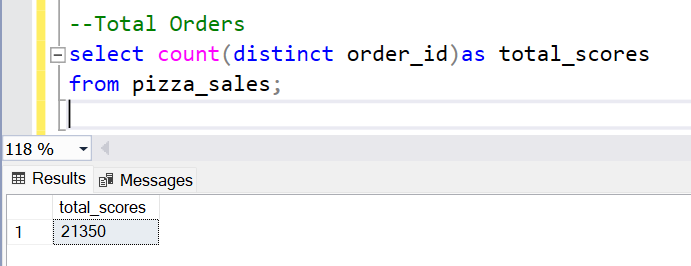 --Total Orders
select count(distinct order_id)as total_scores
from pizza_sales;
118 %
Results Messages
total_scores
1 21350